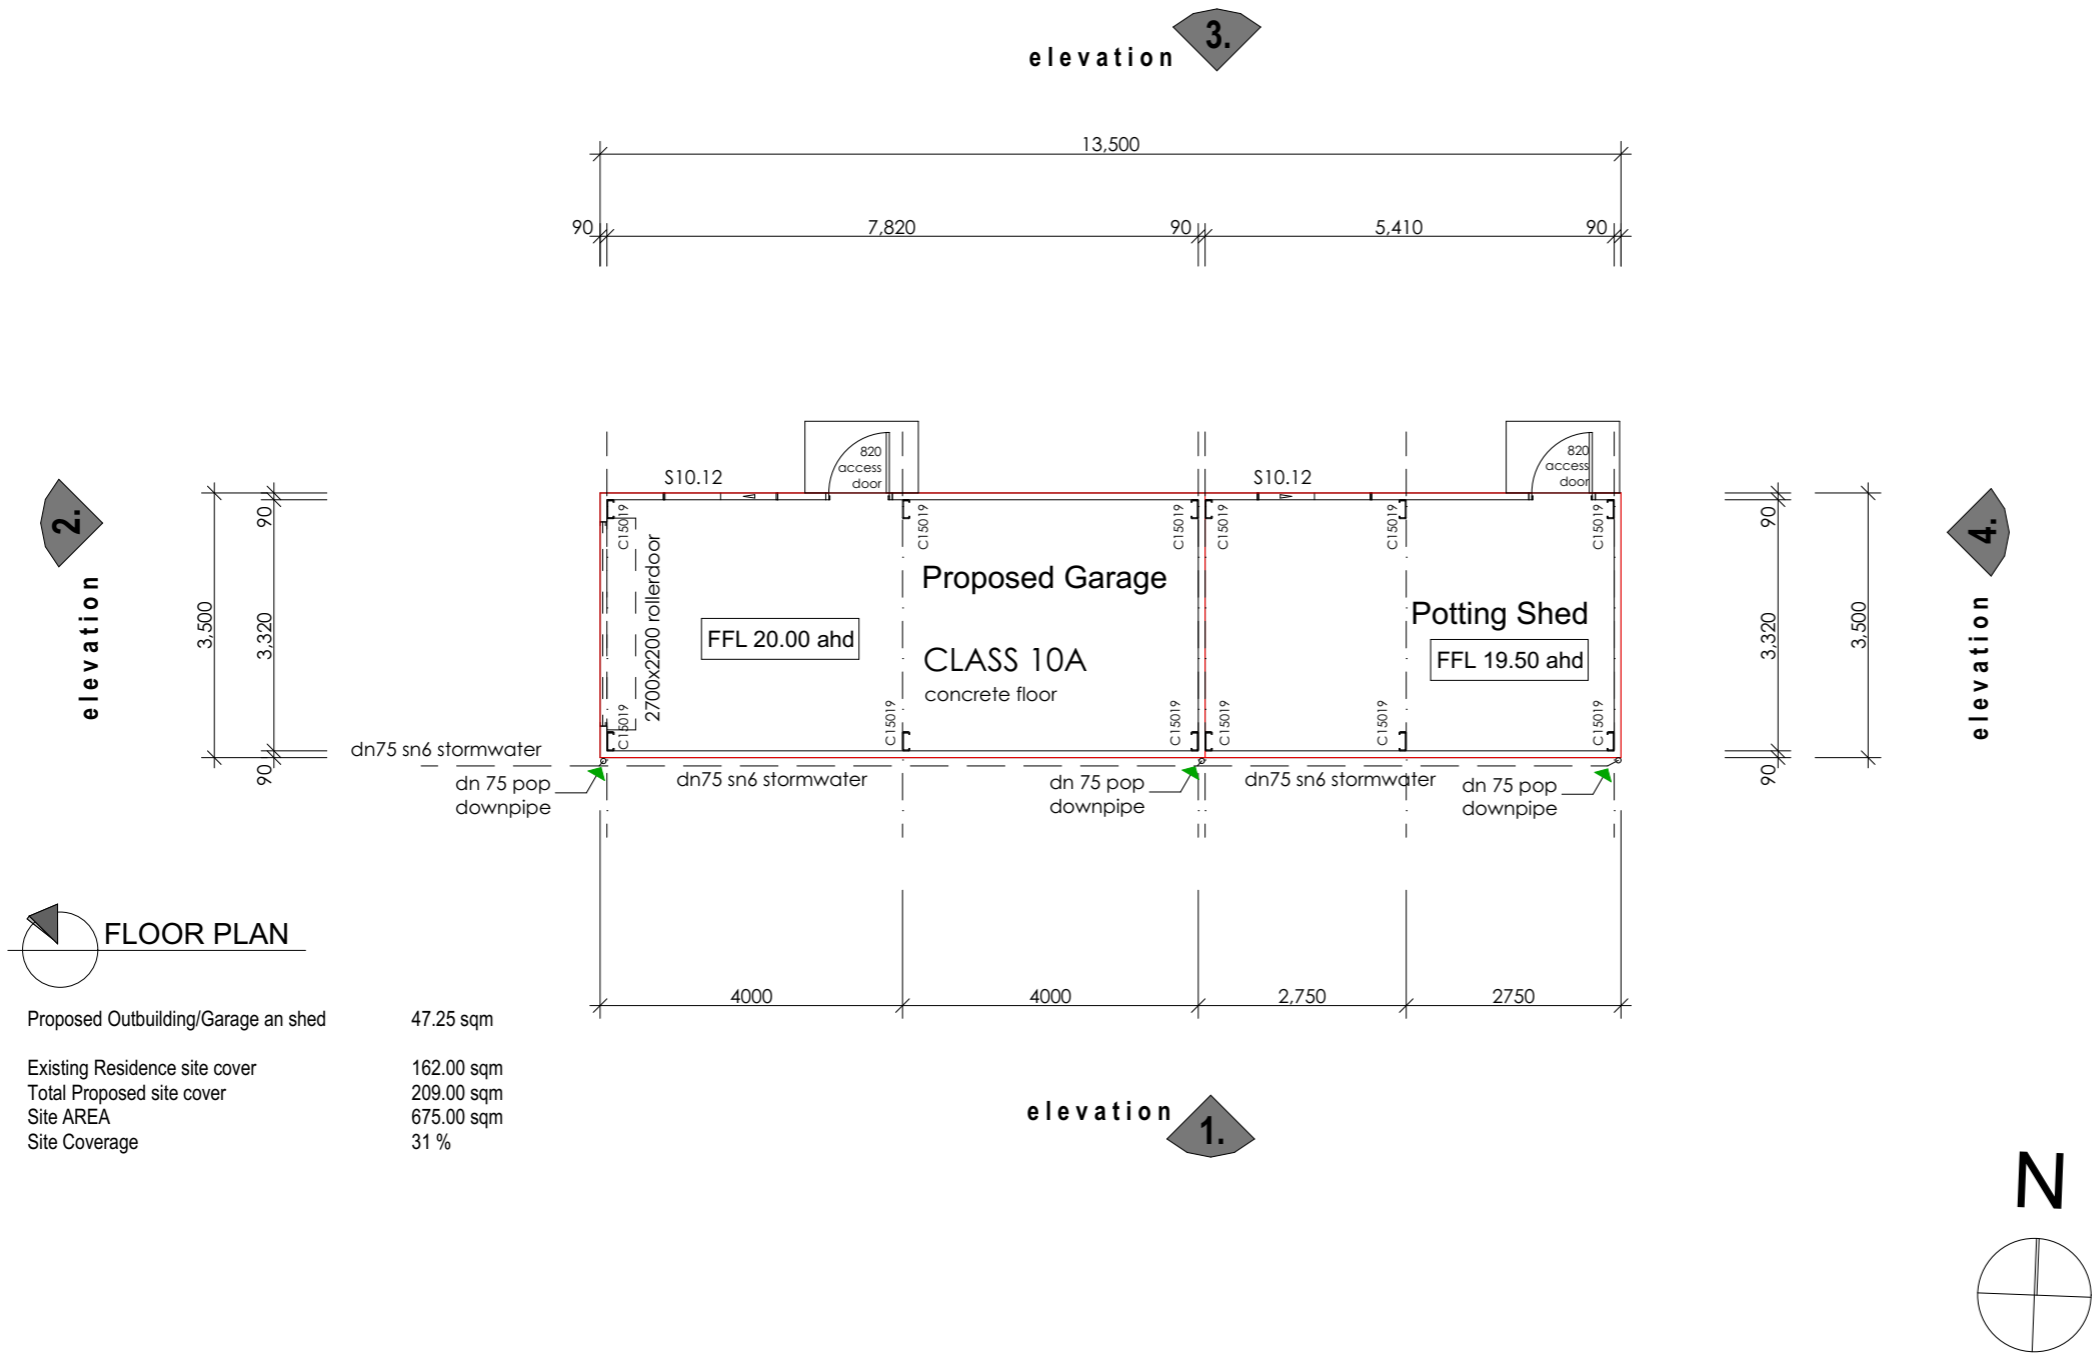 3.
elevation
13,500
90
7,820
90
5,410
90
820
access
door
820
access
door
S10.12
S10.12
2.
elevation
4.
elevation
3,500
90
3,320
90
90
3,320
90
3,500
C15019
C15019
C15019
C15019
C15019
C15019
2700x2200 rollerdoor
Proposed Garage
FFL 20.00 ahd
CLASS 10A
concrete floor
Potting Shed
FFL 19.50 ahd
C15019
C15019
C15019
C15019
C15019
C15019
dn75 sn6 stormwater
dn 75 pop
downpipe
dn75 sn6 stormwater
dn 75 pop
downpipe
dn75 sn6 stormwater
dn 75 pop
downpipe
FLOOR PLAN
4000
4000
2,750
2750
Proposed Outbuilding/Garage an shed 47.25 sqm
Existing Residence site cover 162.00 sqm
Total Proposed site cover 209.00 sqm
Site AREA 675.00 sqm
Site Coverage 31 %
elevation
1.
N